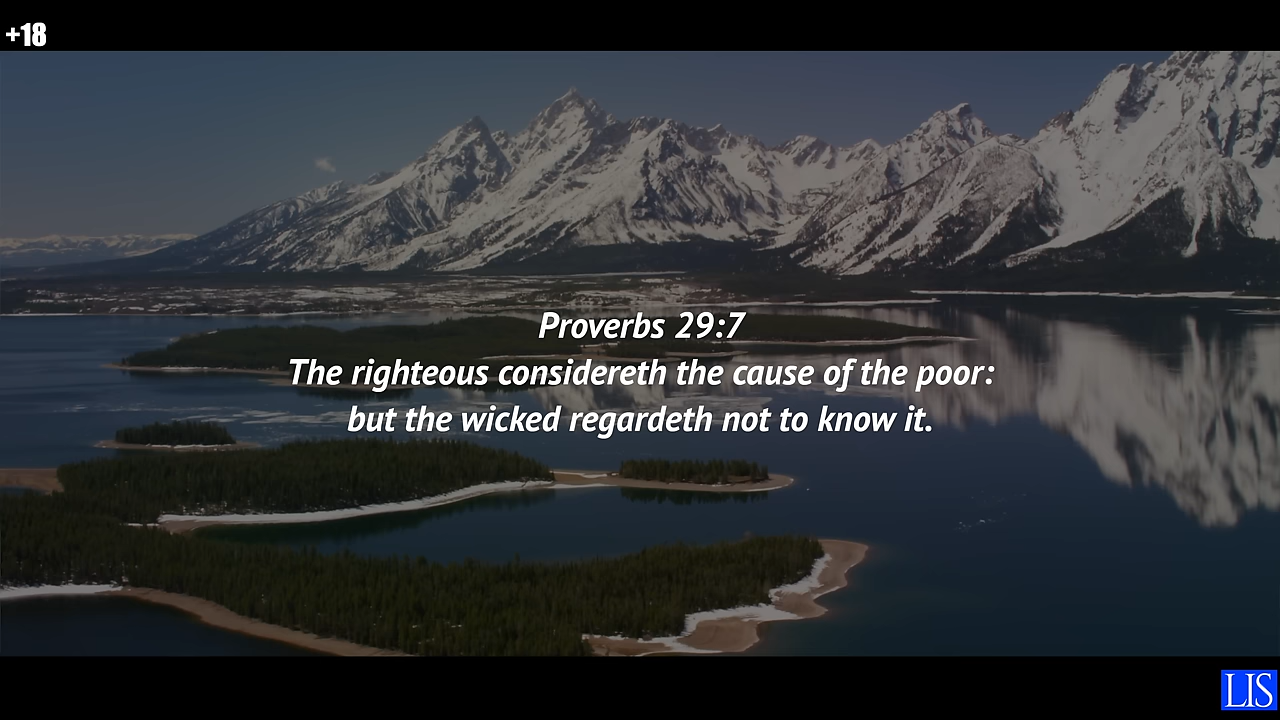 +18
Proverbs 29:7
The righteous considereth the cause of the poor:
but the wicked regardeth not to know it.
LIS